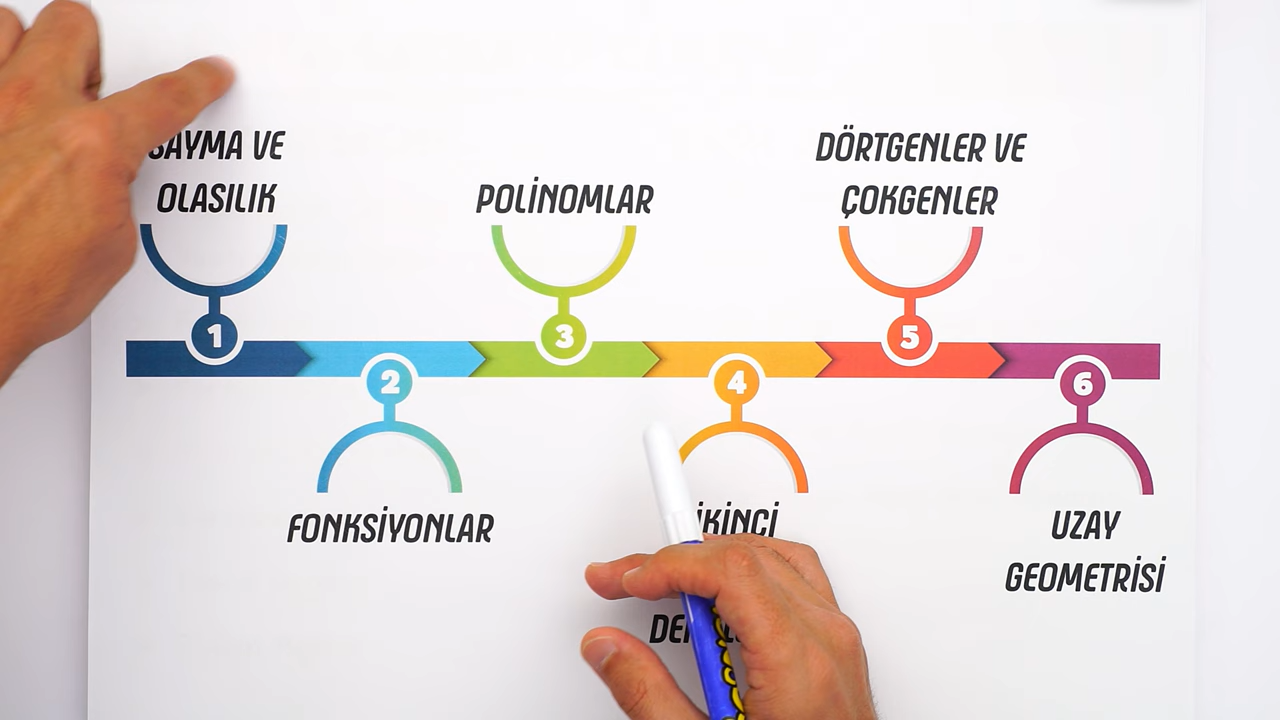 SAYMA VE
OLASILIK
1
2
FONKSİYONLAR
POLİNOMLAR
3
4
İKİNCİ
DÖRTGENLER VE
ÇOKGENLER
5
6
UZAY
GEOMETRİSİ